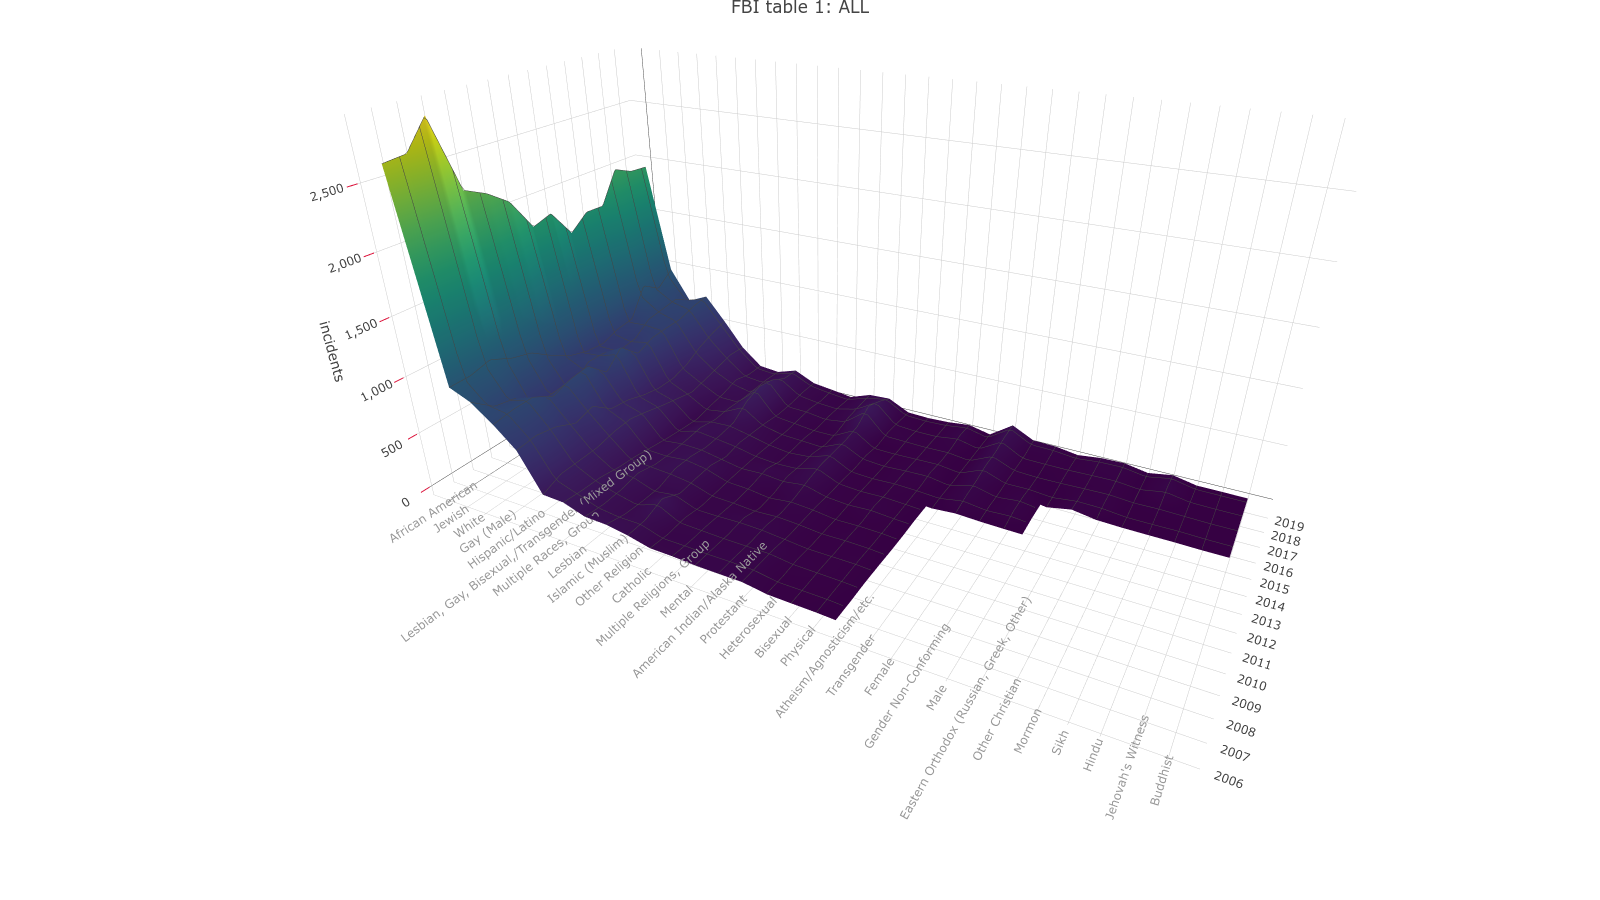 FBI table 1: ALL
2,500
2,000
1,500
1,000
500
0
incidents
African American
Jewish
White
Gay (Male)
Hispanic/Latino
Lesbian, Gay, Bisexual,/Transgender (Mixed Group)
Multiple Races, Group
Lesbian
Islamic (Muslim)
Other Religion
Catholic
Multiple Religions, Group
Mental
American Indian/Alaska Native
Protestant
Heterosexual
Bisexual
Physical
Atheism/Agnosticism/etc.
Transgender
Female
Gender Non-Conforming
Male
Eastern Orthodox (Russian, Greek, Other)
Other Christian
Mormon
Sikh
Hindu
Jehovah's Witness
Buddhist
2019
2018
2017
2016
2015
2014
2013
2012
2011
2010
2009
2008
2007
2006